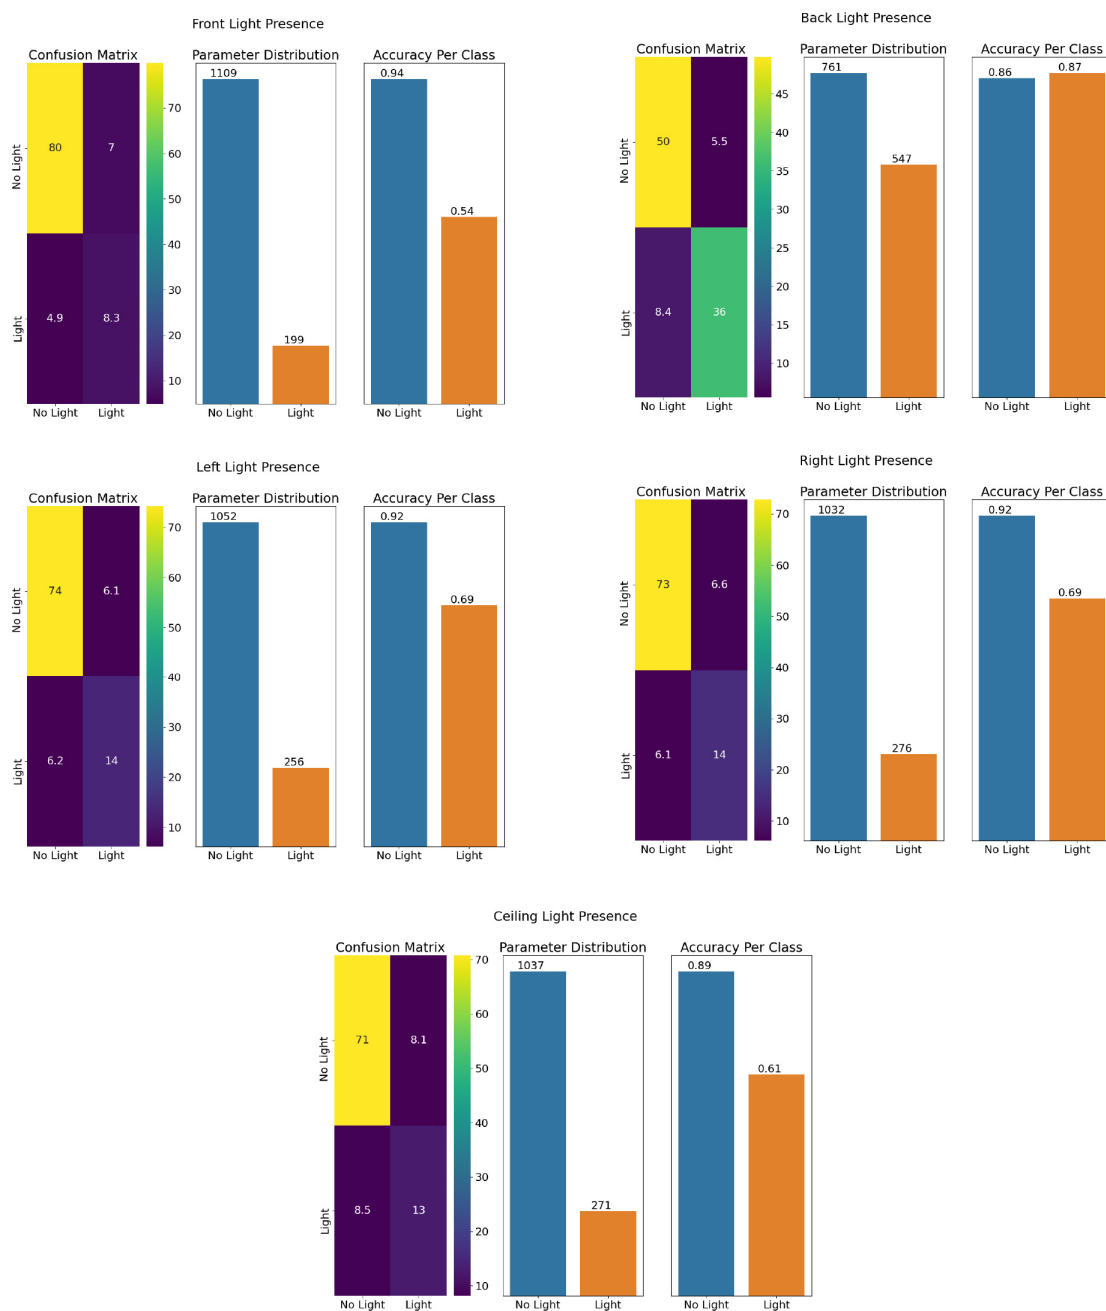 Front Light Presence
Confusion Matrix
Parameter Distribution
Accuracy Per Class
No Light
Light
80
7
4.9
8.3
70
60
50
40
30
20
10
No Light
Light
1109
199
No Light
Light
0.94
0.54
No Light
Light
Back Light Presence
Confusion Matrix
Parameter Distribution
Accuracy Per Class
No Light
Light
50
5.5
8.4
36
45
40
35
30
25
20
15
10
No Light
Light
761
547
No Light
Light
0.86
0.87
No Light
Light
Left Light Presence
Confusion Matrix
Parameter Distribution
Accuracy Per Class
No Light
Light
74
6.1
6.2
14
70
60
50
40
30
20
10
No Light
Light
1052
256
No Light
Light
0.92
0.69
No Light
Light
Right Light Presence
Confusion Matrix
Parameter Distribution
Accuracy Per Class
No Light
Light
73
6.6
6.1
14
70
60
50
40
30
20
10
No Light
Light
1032
276
No Light
Light
0.92
0.69
No Light
Light
Ceiling Light Presence
Confusion Matrix
Parameter Distribution
Accuracy Per Class
No Light
Light
71
8.1
8.5
13
70
60
50
40
30
20
10
No Light
Light
1037
271
No Light
Light
0.89
0.61
No Light
Light